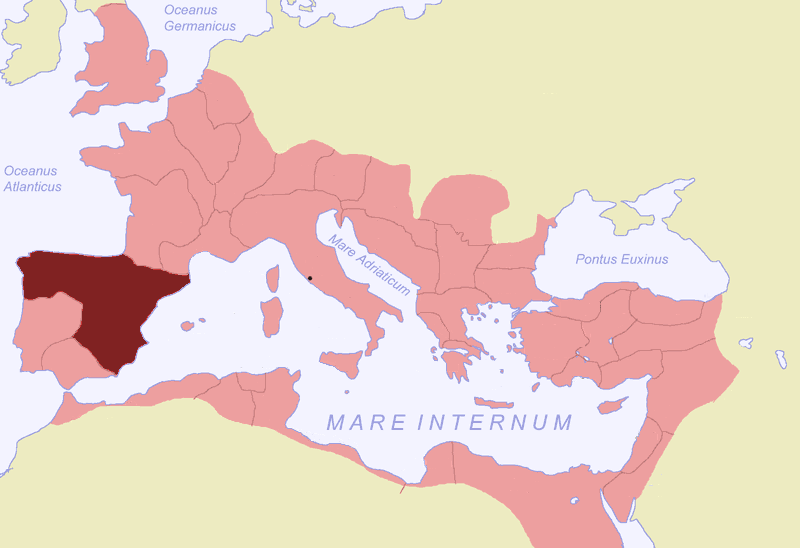 Oceanus
Germanicus
Oceanus
Atlanticus
Mare Adriaticum
Pontus Euxinus
MARE INTERNUM